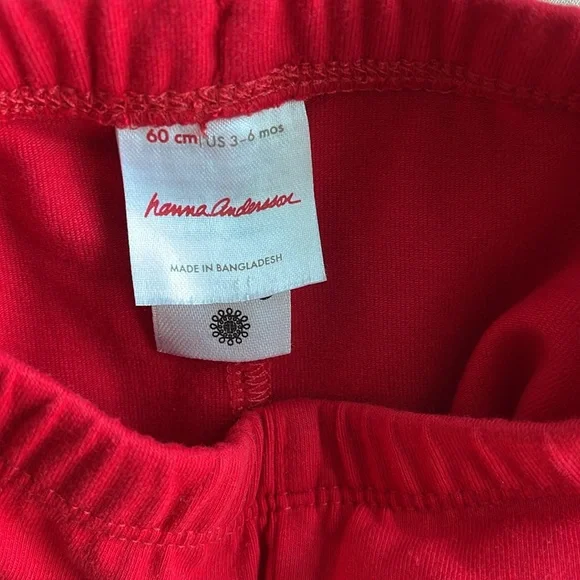 60 cm| US 3-6 mos
hanna andersson
MADE IN BANGLADESH